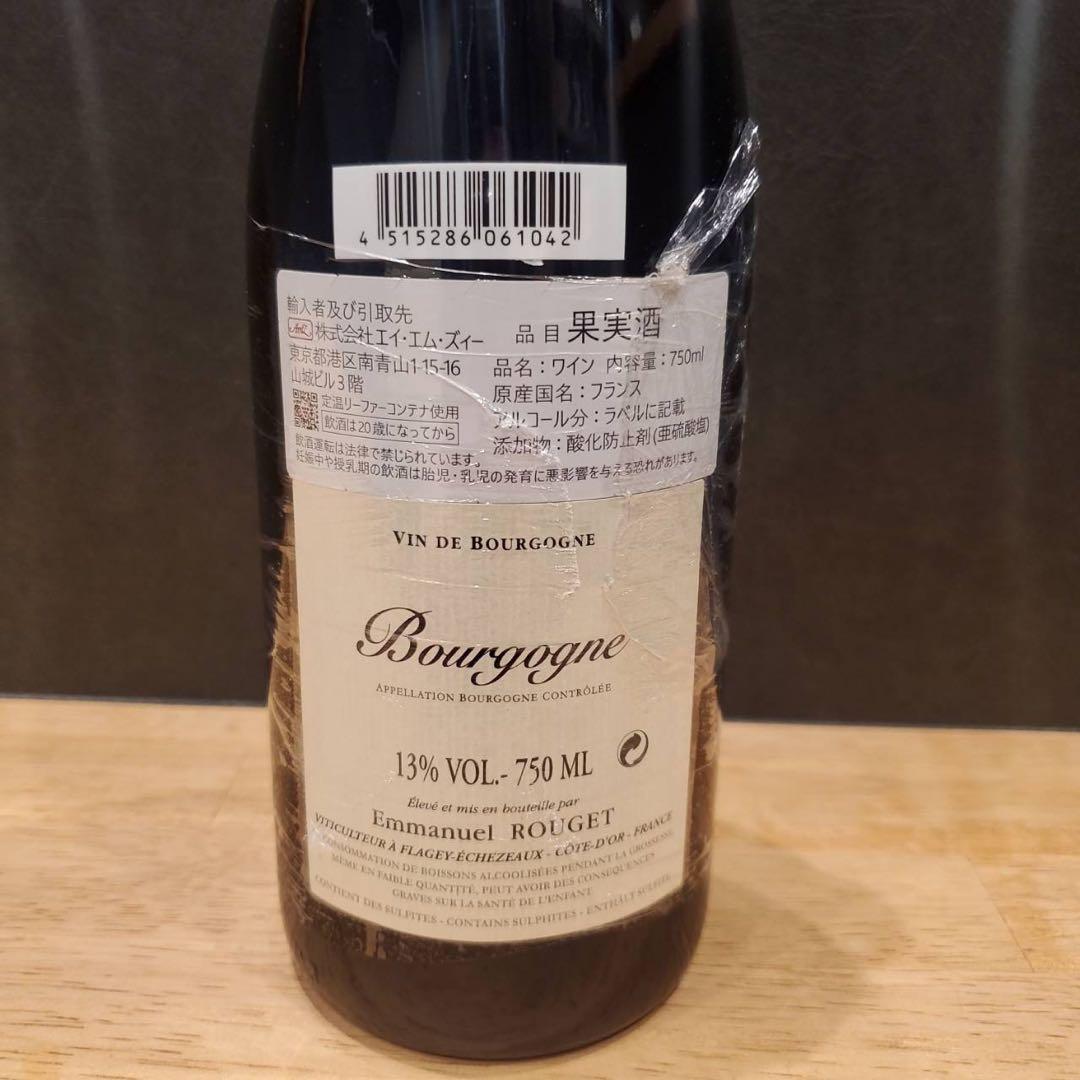 4 515286 061042
輸入者及び引取先
株式会社エイ・エム・ズィー
東京都港区南青山1-15-16
山城ビル3階
定温リーファーコンテナ使用
飲酒は20歳になってから
品目 果実酒
品名：ワイン 内容量：750ml
原産国名：フランス
アルコール分：ラベルに記載
添加物：酸化防止剤(亜硫酸塩)
飲酒運転は法律で禁じられています。
妊娠中や授乳期の飲酒は胎児・乳児の発育に悪影響を与える恐れがあります。
VIN DE BOURGOGNE
Bourgogne
APPELLATION BOURGOGNE CONTRÔLÉE
13% VOL.- 750 ML
Élevé et mis en bouteille par
Emmanuel ROUGET
VITICULTEUR À FLAGEY-ÉCHEZEAUX - CÔTE-D'OR - FRANCE
CONSOMMATION DE BOISSONS ALCOOLISÉES PENDANT LA GROSSESSE
MÊME EN FAIBLE QUANTITÉ, PEUT AVOIR DES CONSEQUENCES
GRAVES SUR LA SANTÉ DE L'ENFANT
CONTIENT DES SULFITES - CONTAINS SULPHITES - ENTHÄLT SULFITE